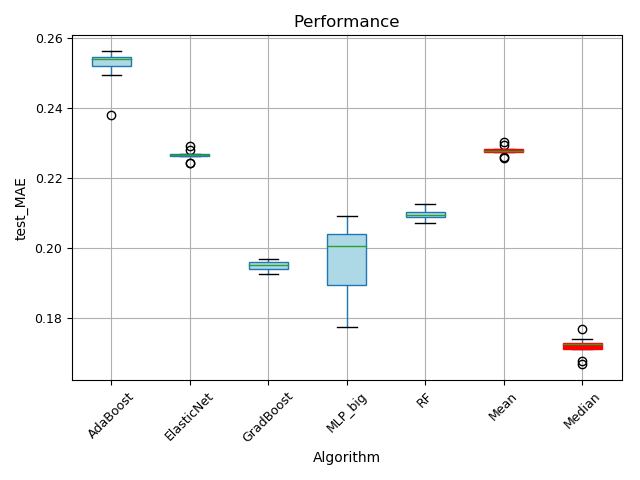 Performance
0.26
0.24
0.22
0.20
0.18
test_MAE
AdaBoost
ElasticNet
GradBoost
MLP_big
RF
Mean
Median
Algorithm